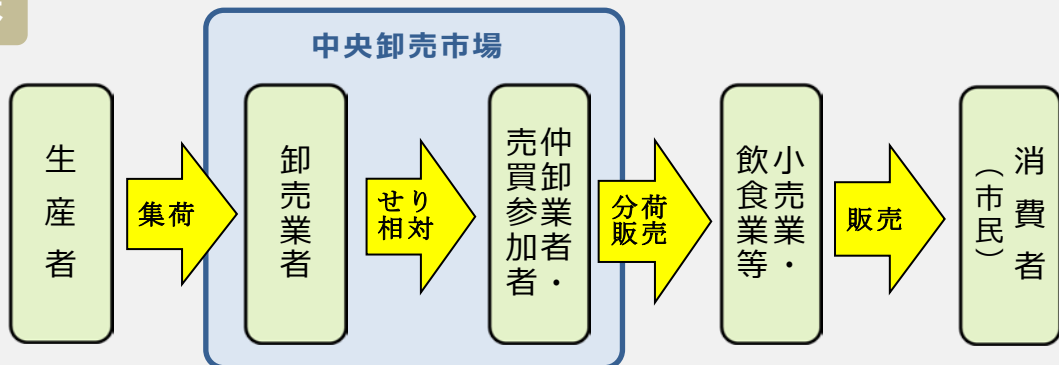 中央卸売市場
生産者
集荷
卸売業者
せり
相対
仲卸業者・
売買参加者
分荷
販売
小売業・
飲食業等
販売
消費者
（市民）